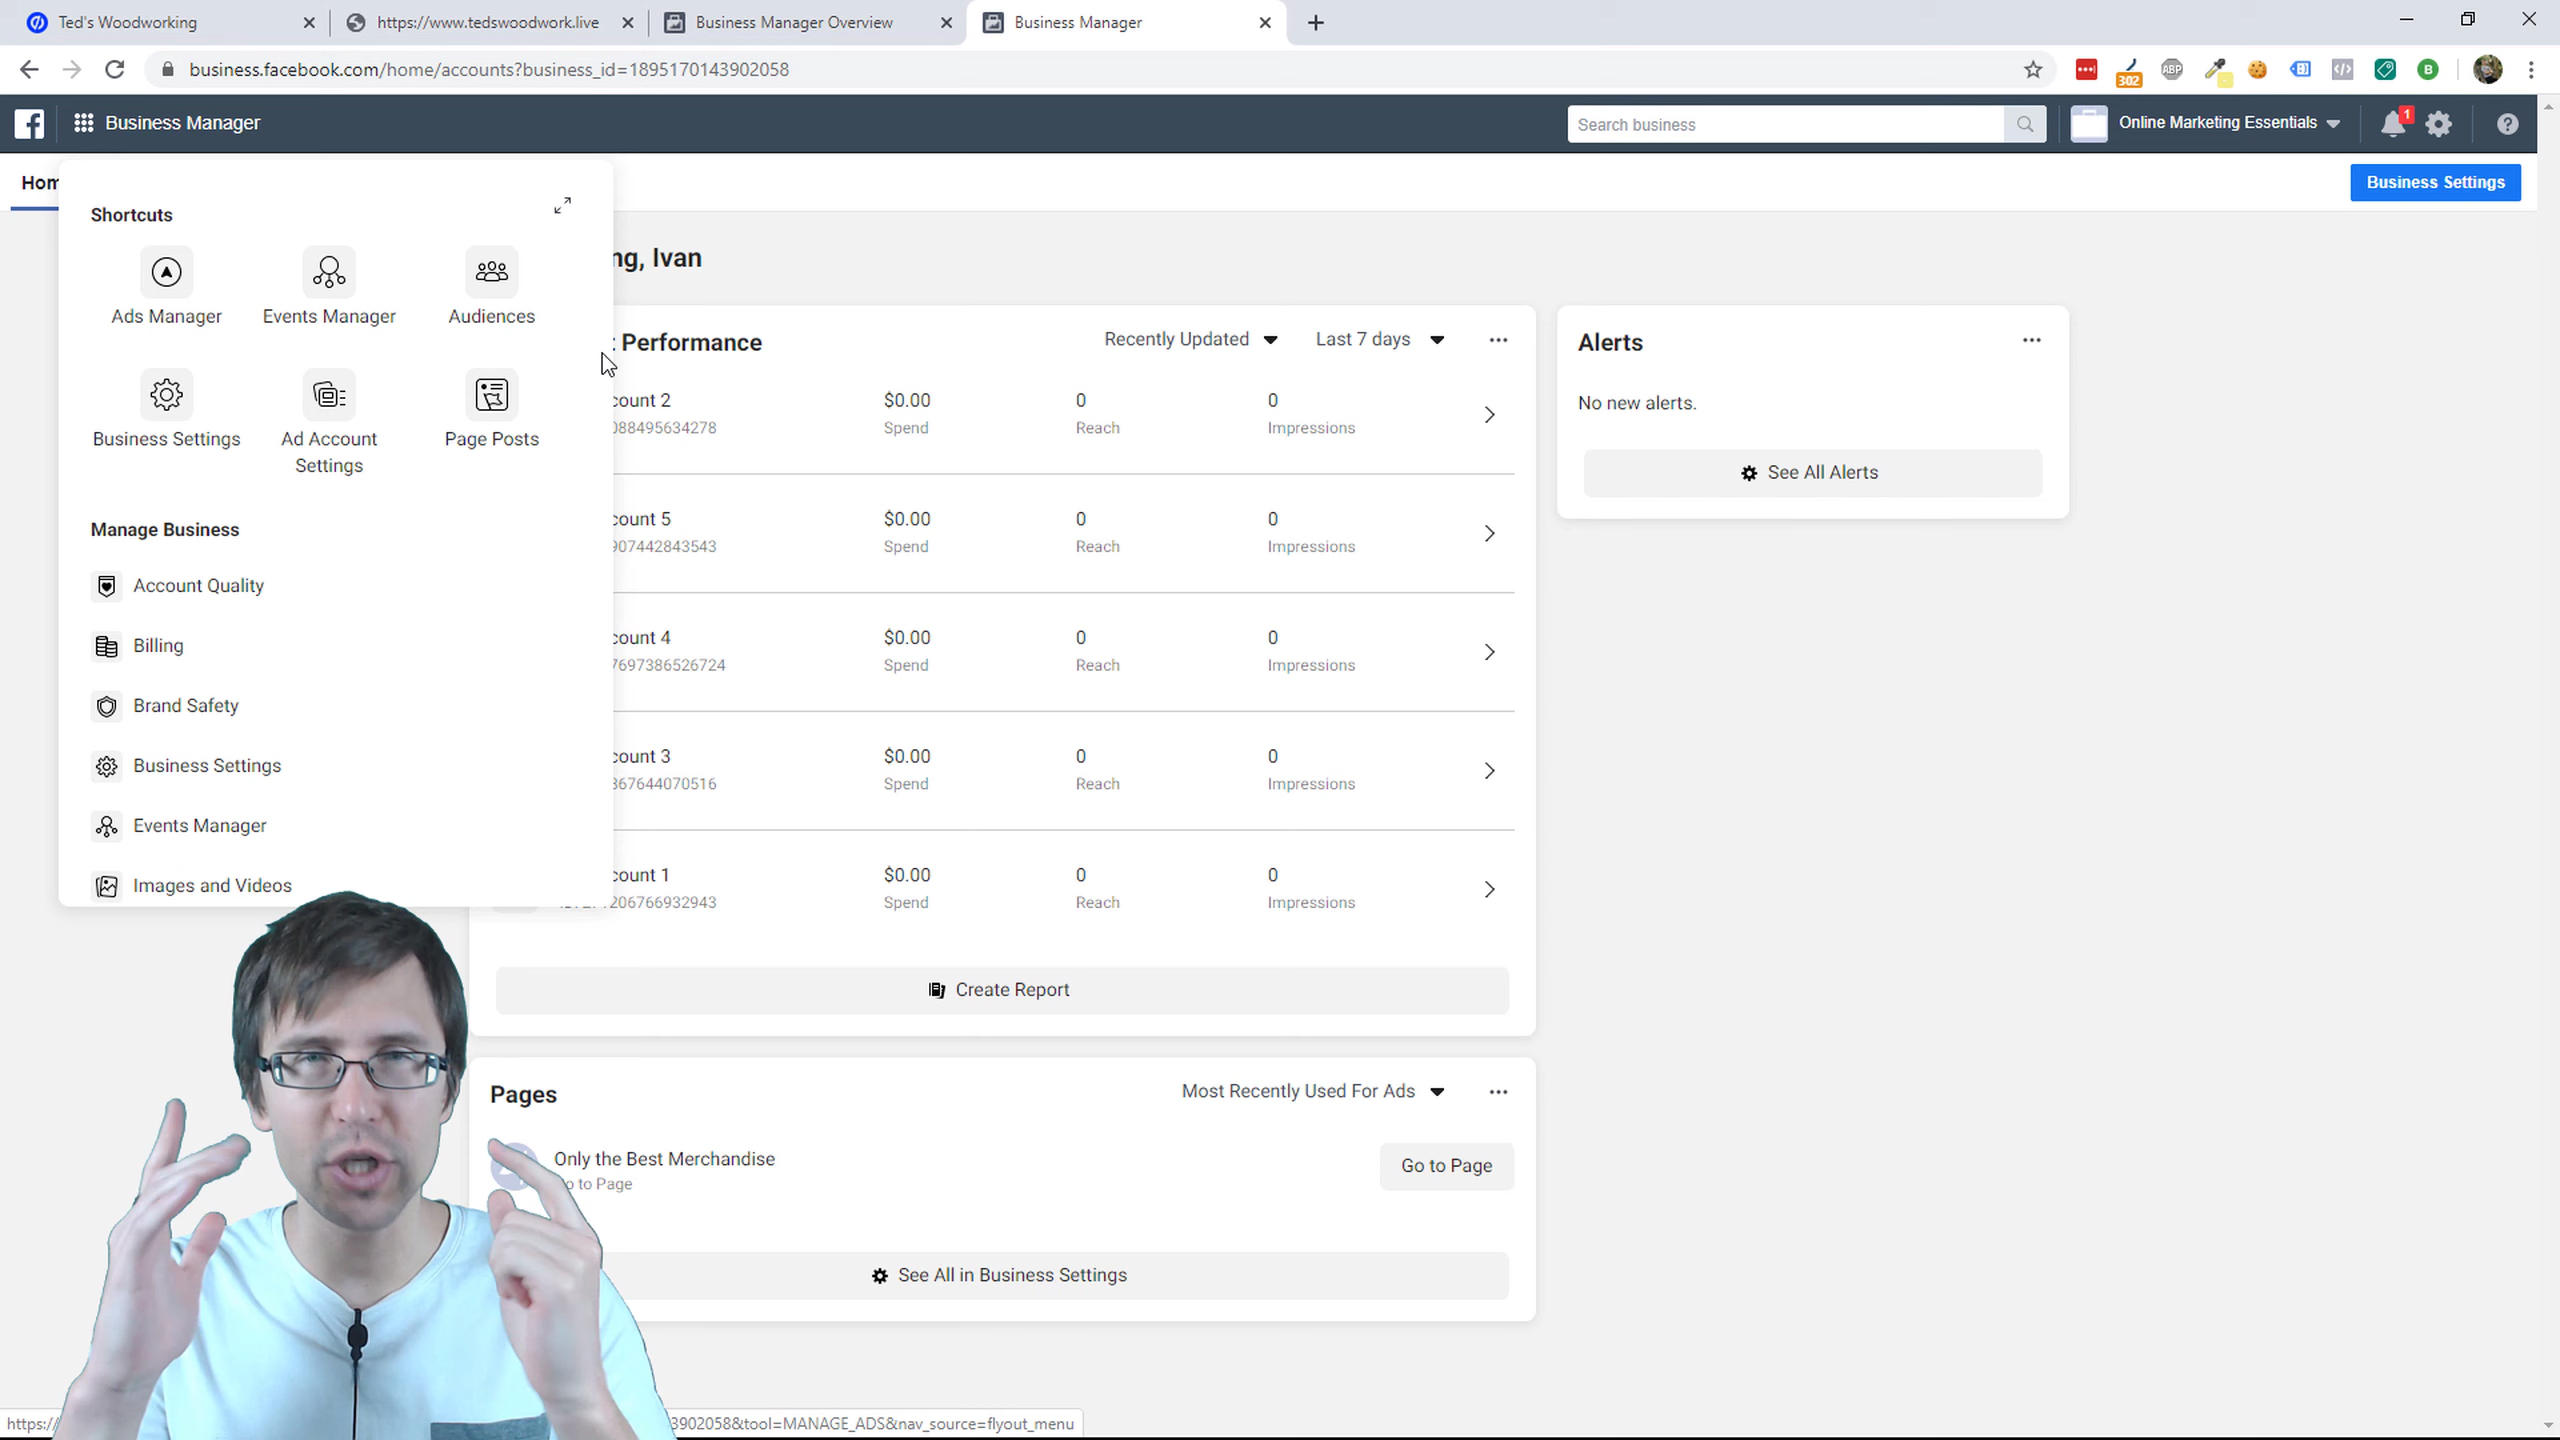 Ted's Woodworking
https://www.tedswoodwork.live
Business Manager Overview
Business Manager
business.facebook.com/home/accounts?business_id=1895170143902058
302
ABP
B
Business Manager
Search business
Online Marketing Essentials
1
Hom
Business Settings
Shortcuts
Ads Manager
Events Manager
Audiences
Business Settings
Ad Account
Settings
Page Posts
Manage Business
Account Quality
Billing
Brand Safety
Business Settings
Events Manager
Images and Videos
ng, Ivan
t Performance
Recently Updated
Last 7 days
count 2
088495634278
$0.00
Spend
0
Reach
0
Impressions
count 5
907442843543
$0.00
Spend
0
Reach
0
Impressions
count 4
7697386526724
$0.00
Spend
0
Reach
0
Impressions
count 3
367644070516
$0.00
Spend
0
Reach
0
Impressions
count 1
206766932943
$0.00
Spend
0
Reach
0
Impressions
Create Report
Alerts
No new alerts.
See All Alerts
Pages
Most Recently Used For Ads
Only the Best Merchandise
to Page
Go to Page
See All in Business Settings
https://
3902058&tool=MANAGE_ADS&nav_source=flyout_menu